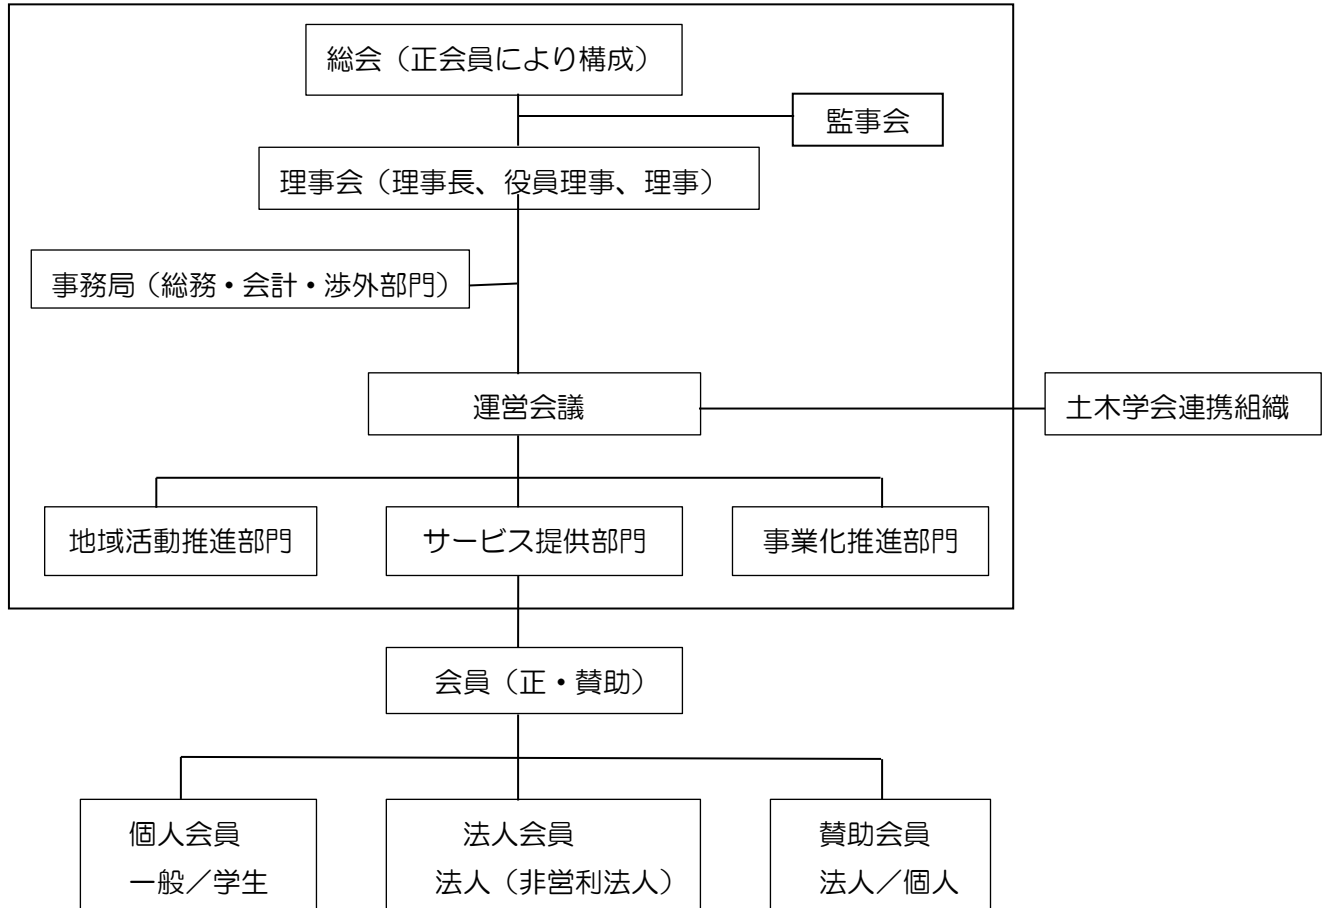 総会（正会員により構成）
監事会
理事会（理事長、役員理事、理事）
事務局（総務・会計・渉外部門）
運営会議
土木学会連携組織
地域活動推進部門
サービス提供部門
事業化推進部門
会員（正・賛助）
個人会員
一般／学生
法人会員
法人（非営利法人）
賛助会員
法人／個人